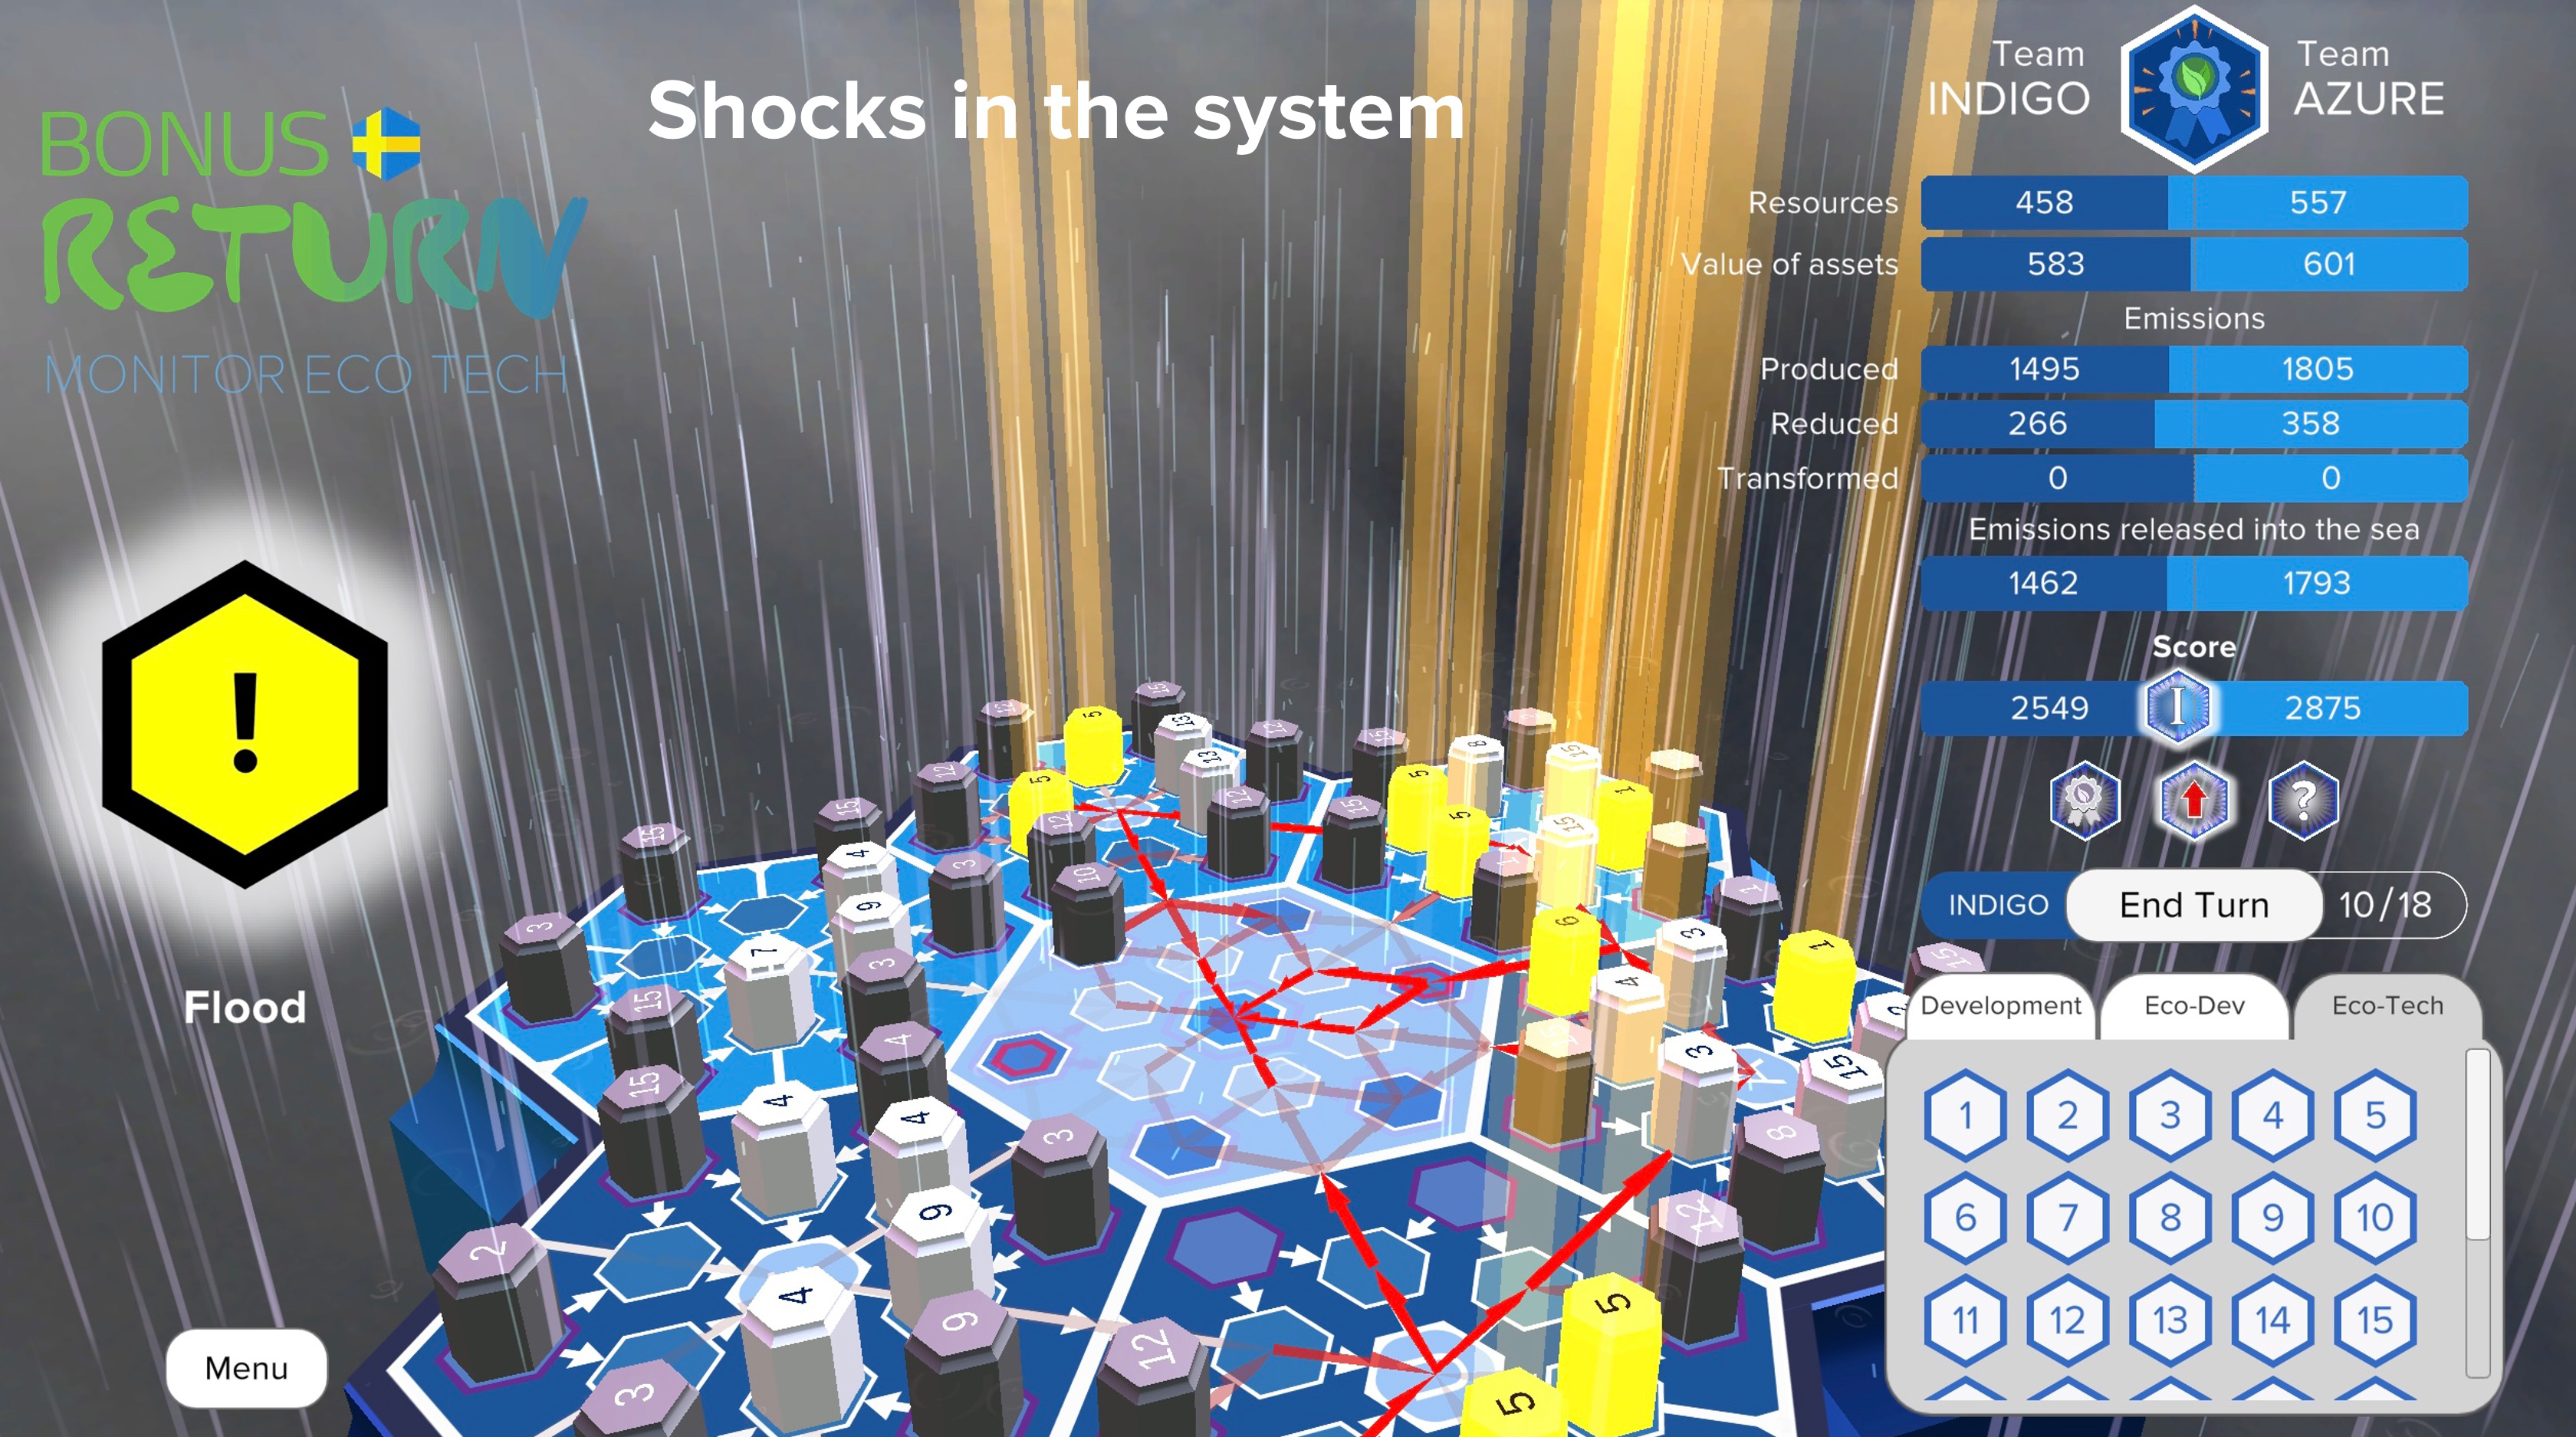 Shocks in the system
BONUS
RETURN
MONITOR ECO TECH
!
Flood
Menu
Team
INDIGO
Team
AZURE
Resources 458 557
Value of assets 583 601
Emissions
Produced 1495 1805
Reduced 266 358
Transformed 0 0
Emissions released into the sea
1462 1793
Score
2549 I 2875
?
INDIGO End Turn 10/18
Development Eco-Dev Eco-Tech
1 2 3 4 5
6 7 8 9 10
11 12 13 14 15